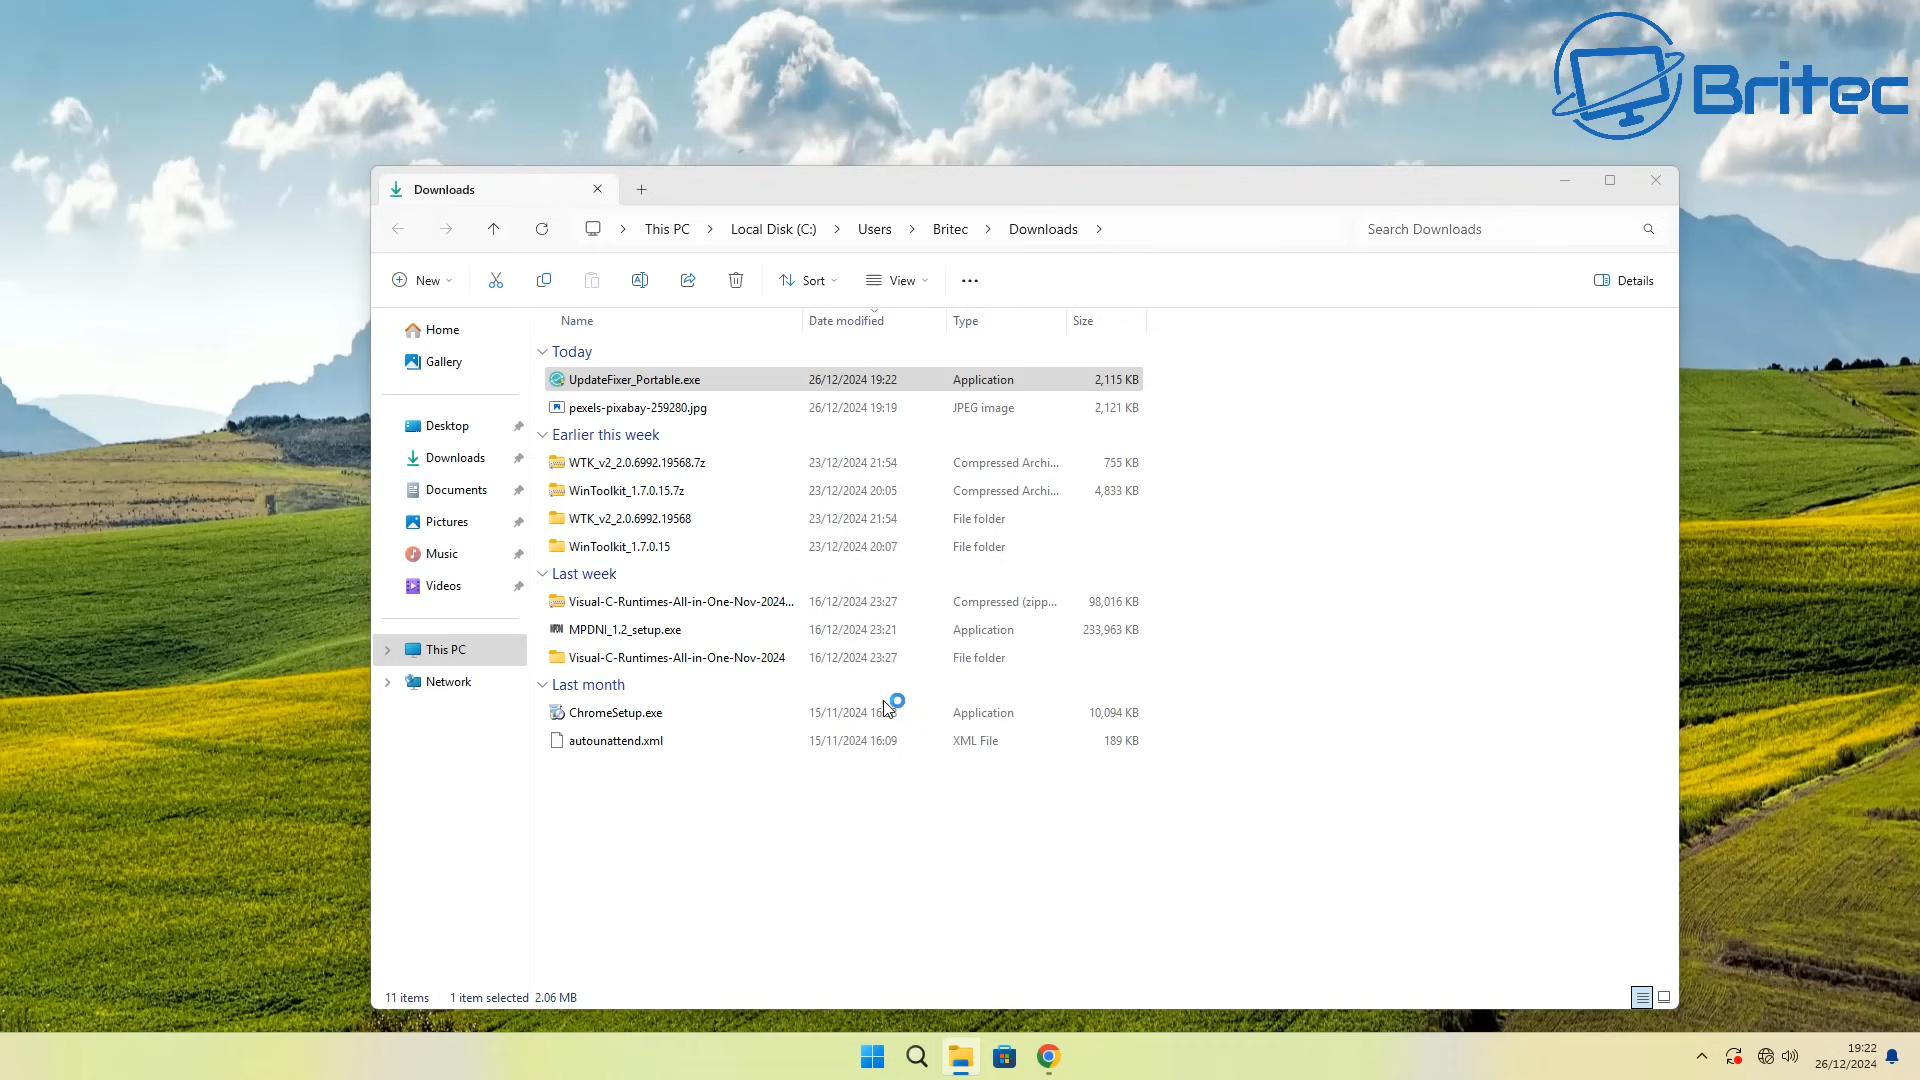 Britec
Downloads
This PC > Local Disk (C:) > Users > Britec > Downloads >
Search Downloads
New
Sort
View
Details
Name Date modified Type Size
Home
Gallery
Desktop
Downloads
Documents
Pictures
Music
Videos
This PC
Network
Today
UpdateFixer_Portable.exe 26/12/2024 19:22 Application 2,115 KB
pexels-pixabay-259280.jpg 26/12/2024 19:19 JPEG image 2,121 KB
Earlier this week
WTK_v2_2.0.6992.19568.7z 23/12/2024 21:54 Compressed Archi... 755 KB
WinToolkit_1.7.0.15.7z 23/12/2024 20:05 Compressed Archi... 4,833 KB
WTK_v2_2.0.6992.19568 23/12/2024 21:54 File folder
WinToolkit_1.7.0.15 23/12/2024 20:07 File folder
Last week
Visual-C-Runtimes-All-in-One-Nov-2024... 16/12/2024 23:27 Compressed (zipp... 98,016 KB
MPDNI_1.2_setup.exe 16/12/2024 23:21 Application 233,963 KB
Visual-C-Runtimes-All-in-One-Nov-2024 16/12/2024 23:27 File folder
Last month
ChromeSetup.exe 15/11/2024 Application 10,094 KB
autounattend.xml 15/11/2024 16:09 XML File 189 KB
11 items 1 item selected 2.06 MB
19:22
26/12/2024